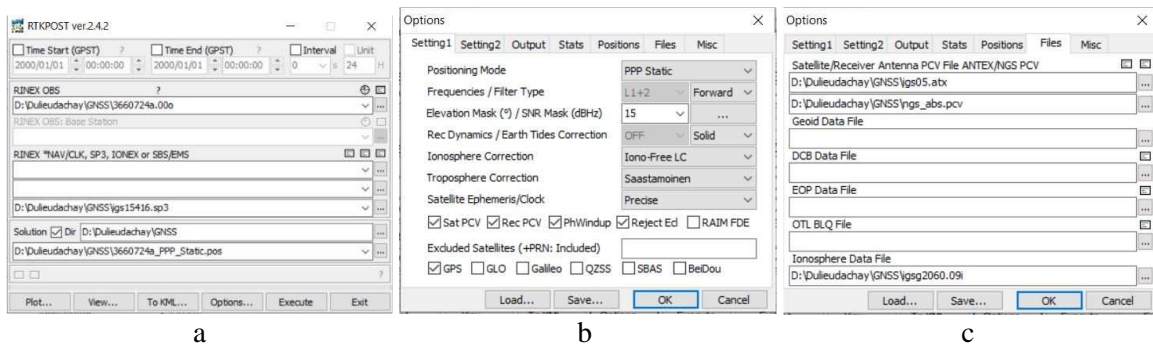 RTKPOST ver.2.4.2
Time Start (GPST) ? Time End (GPST) ? Interval Unit
2000/01/01 00:00:00 2000/01/01 00:00:00 0 s 24 H
RINEX OBS ?
D:\Dulieudachay\GNSS\3660724a.00o
RINEX OBS: Base Station
RINEX *NAV/CLK, SP3, IONEX or SBS/EMS
D:\Dulieudachay\GNSS\igs15416.sp3
Solution Dir D:\Dulieudachay\GNSS
D:\Dulieudachay\GNSS\3660724a_PPP_Static.pos
?
Plot... View... To KML... Options... Execute Exit
a
Options
Setting1 Setting2 Output Stats Positions Files Misc
Positioning Mode PPP Static
Frequencies / Filter Type L1+2 Forward
Elevation Mask (°) / SNR Mask (dBHz) 15 ...
Rec Dynamics / Earth Tides Correction OFF Solid
Ionosphere Correction Iono-Free LC
Troposphere Correction Saastamoinen
Satellite Ephemeris/Clock Precise
Sat PCV Rec PCV PhWindup Reject Ecl RAIM FDE
Excluded Satellites (+PRN: Included)
GPS GLO Galileo QZSS SBAS BeiDou
Load... Save... OK Cancel
b
Options
Setting1 Setting2 Output Stats Positions Files Misc
Satellite/Receiver Antenna PCV File ANTEX/NGS PCV
D:\Dulieudachay\GNSS\igs05.atx ...
D:\Dulieudachay\GNSS\ngs_abs.pcv ...
Geoid Data File
...
DCB Data File
...
EOP Data File
...
OTL BLQ File
...
Ionosphere Data File
D:\Dulieudachay\GNSS\igsg2060.09i ...
Load... Save... OK Cancel
c